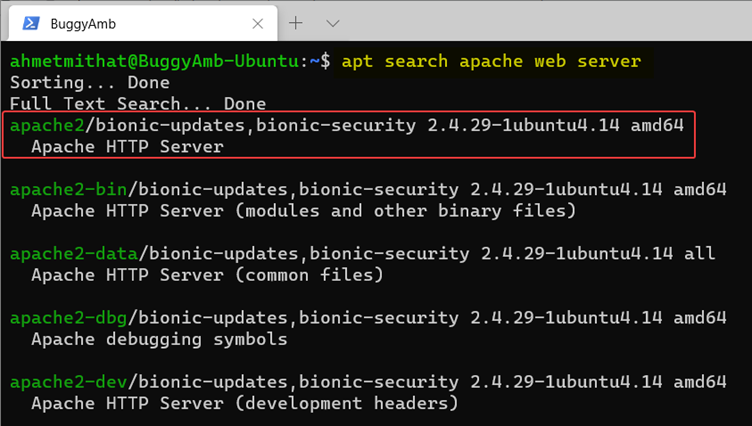 BuggyAmb
ahmetmithat@BuggyAmb-Ubuntu:~$ apt search apache web server
Sorting... Done
Full Text Search... Done
apache2/bionic-updates,bionic-security 2.4.29-1ubuntu4.14 amd64
  Apache HTTP Server
apache2-bin/bionic-updates,bionic-security 2.4.29-1ubuntu4.14 amd64
  Apache HTTP Server (modules and other binary files)
apache2-data/bionic-updates,bionic-security 2.4.29-1ubuntu4.14 all
  Apache HTTP Server (common files)
apache2-dbg/bionic-updates,bionic-security 2.4.29-1ubuntu4.14 amd64
  Apache debugging symbols
apache2-dev/bionic-updates,bionic-security 2.4.29-1ubuntu4.14 amd64
  Apache HTTP Server (development headers)